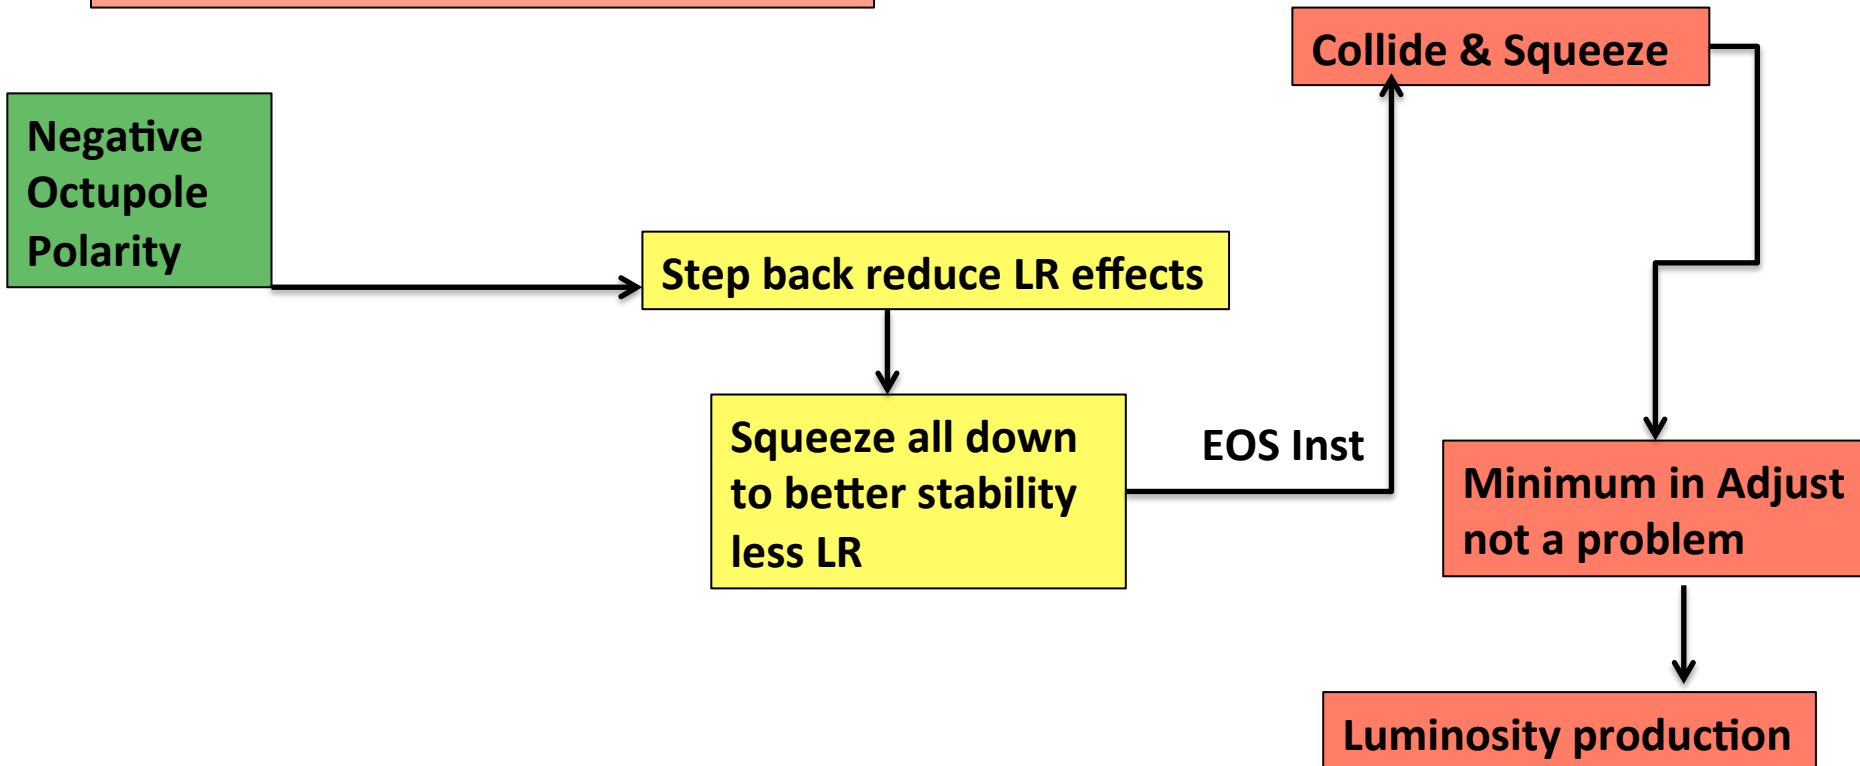 Collide & Squeeze
Negative
Octupole
Polarity
Step back reduce LR effects
Squeeze all down
to better stability
less LR
EOS Inst
Minimum in Adjust
not a problem
Luminosity production